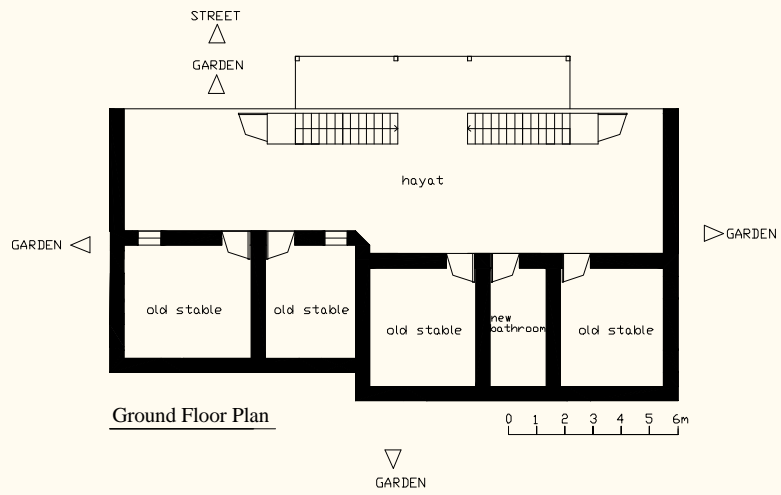 STREET
GARDEN
hayat
GARDEN
GARDEN
old stable
old stable
old stable
new
bathroom
old stable
Ground Floor Plan
0 1 2 3 4 5 6m
GARDEN